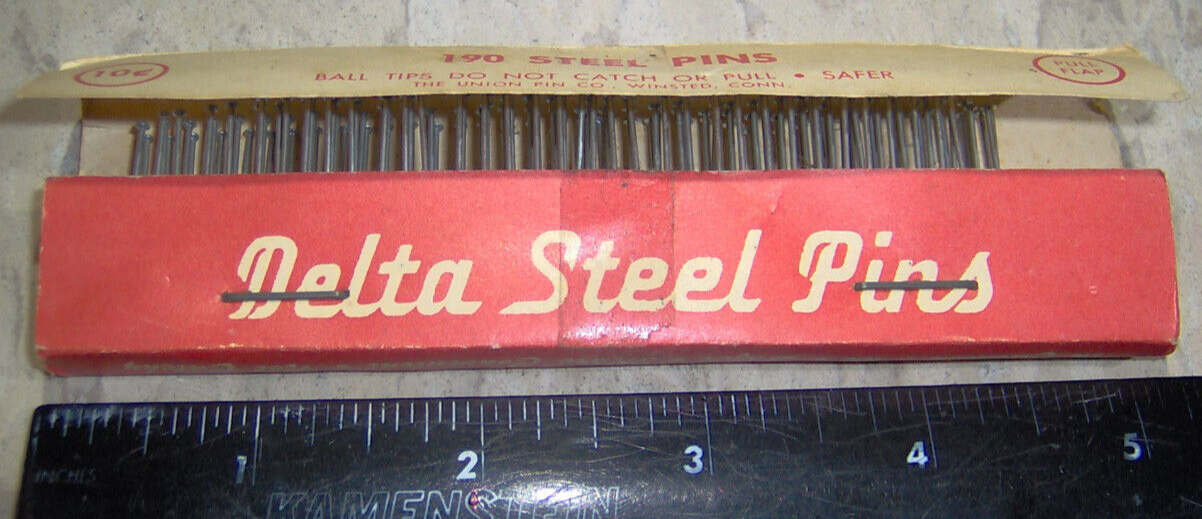 190 STEEL PINS
10¢
BALL TIPS DO NOT CATCH OR PULL • SAFER
PULL FLAP
THE UNION PIN CO., WINSTED, CONN.
Delta Steel Pins
1 2 3 4 5
INCHES
KAMENSTEIN